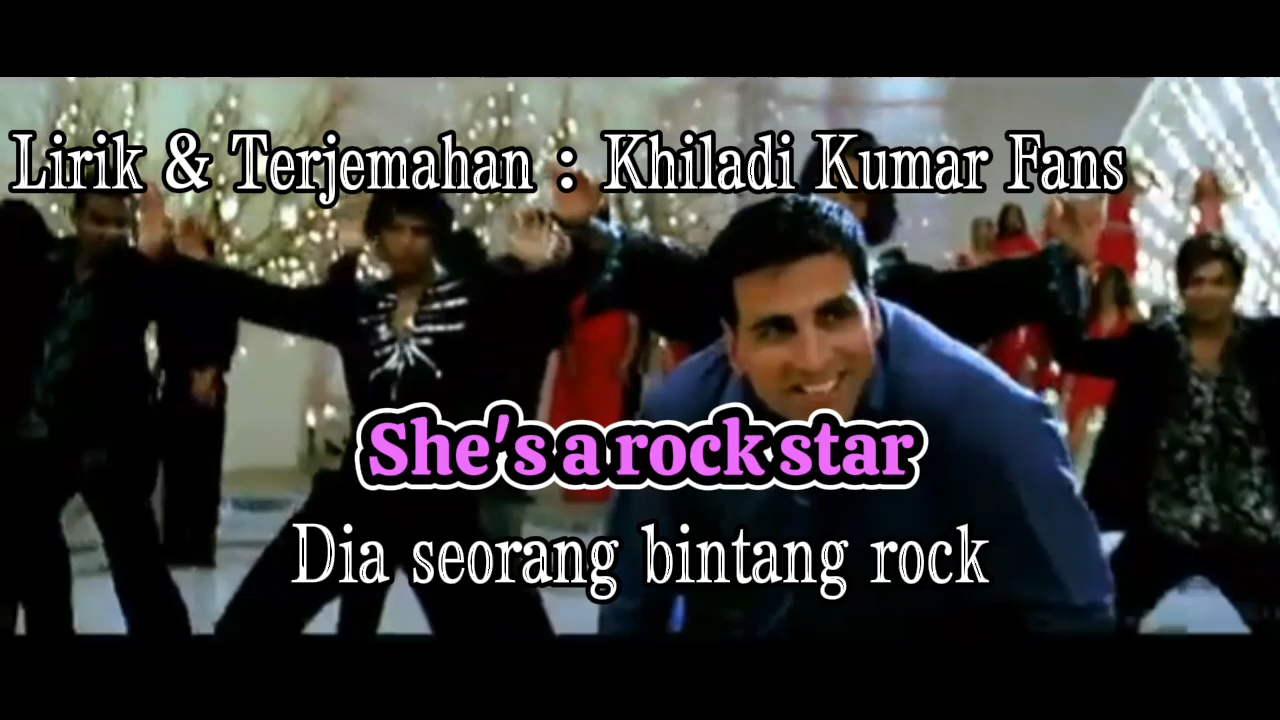 Lirik & Terjemahan : Khiladi Kumar Fans
She's a rock star
Dia seorang bintang rock